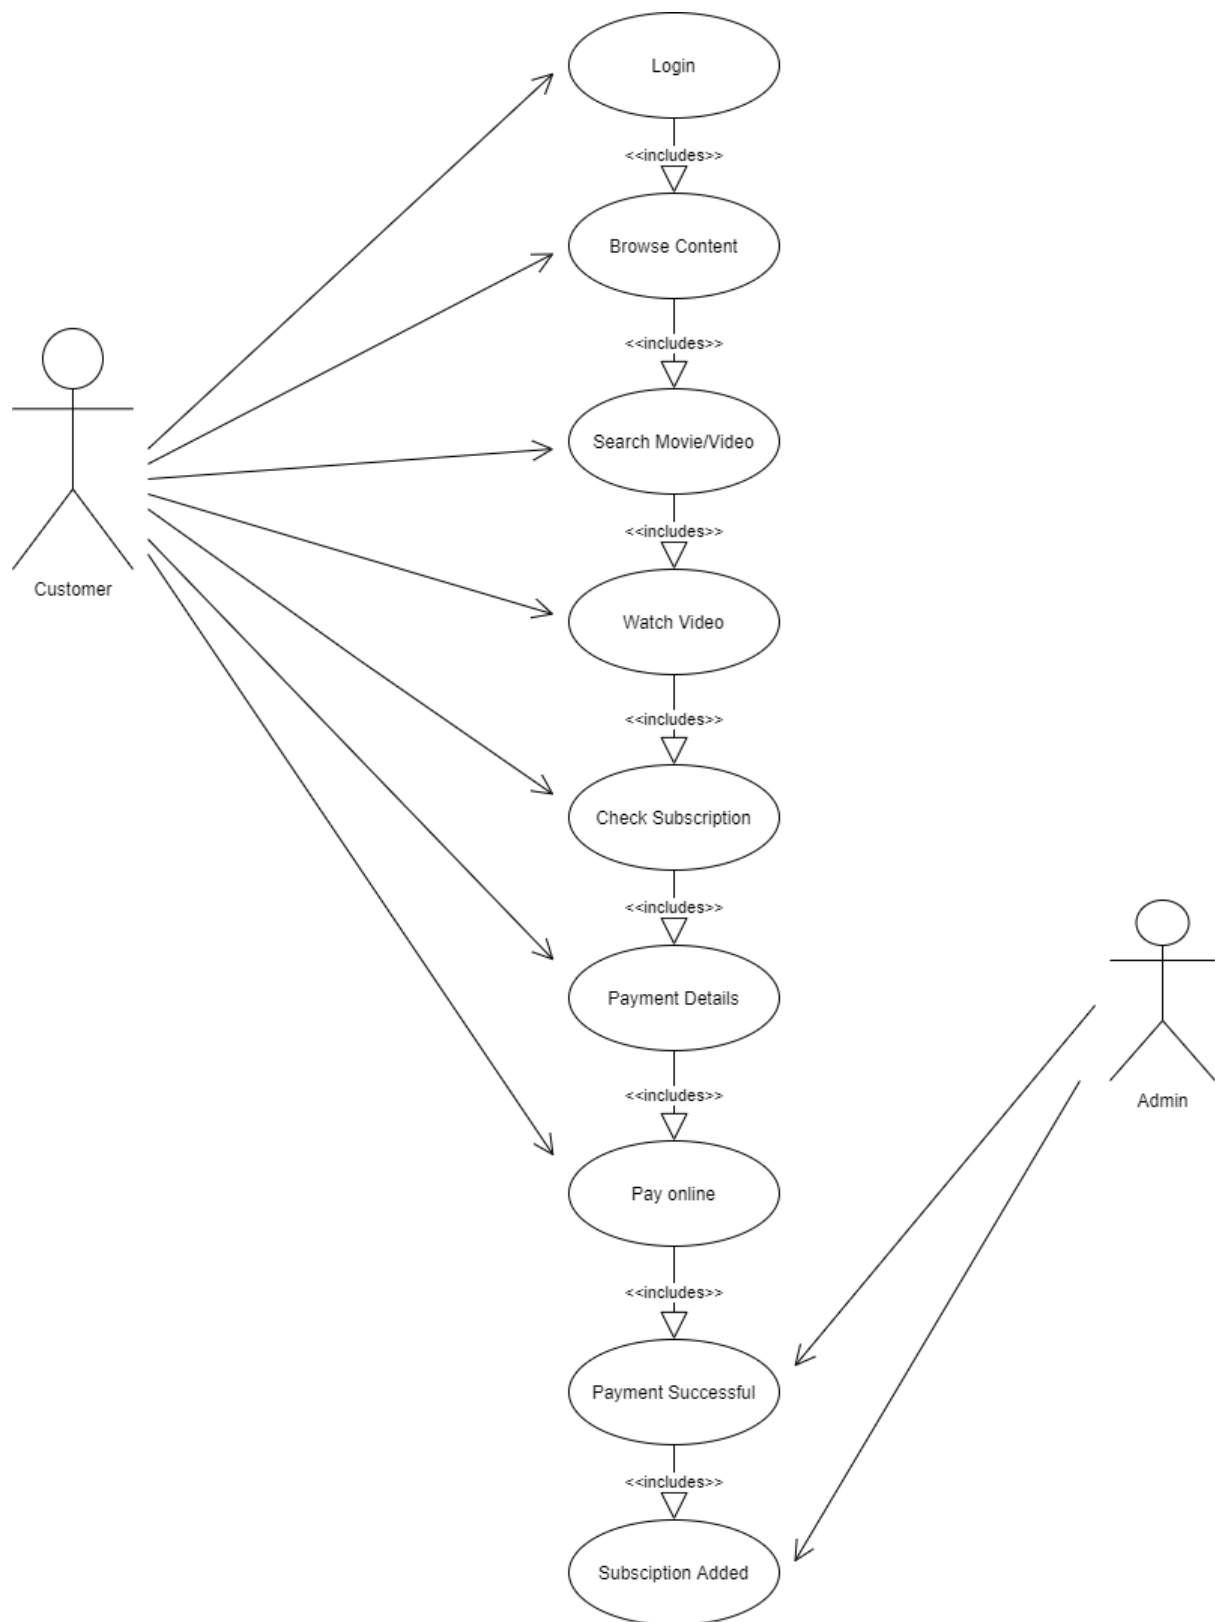 Login
<<includes>>
Browse Content
<<includes>>
Search Movie/Video
<<includes>>
Customer
Watch Video
<<includes>>
Check Subscription
<<includes>>
Payment Details
<<includes>>
Admin
Pay online
<<includes>>
Payment Successful
<<includes>>
Subsciption Added